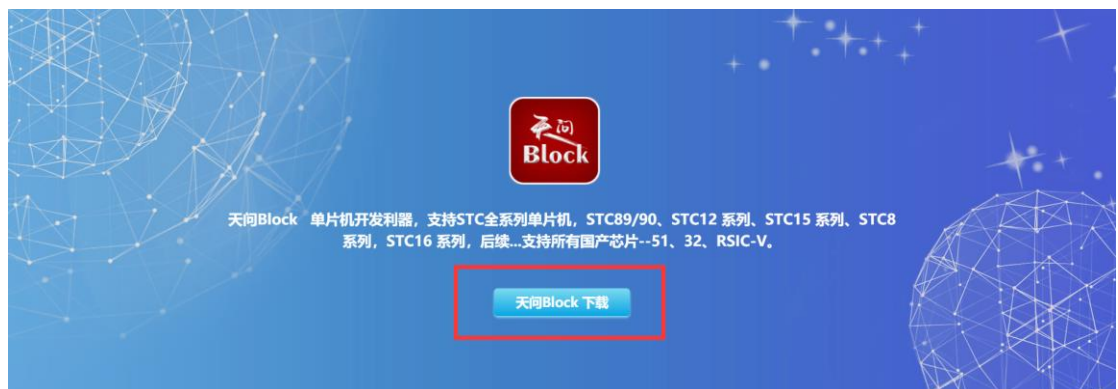 天问
Block
天问Block 单片机开发利器，支持STC全系列单片机，STC89/90、STC12 系列、STC15 系列、STC8
系列，STC16 系列，后续...支持所有国产芯片--51、32、RSIC-V。
天问Block 下载